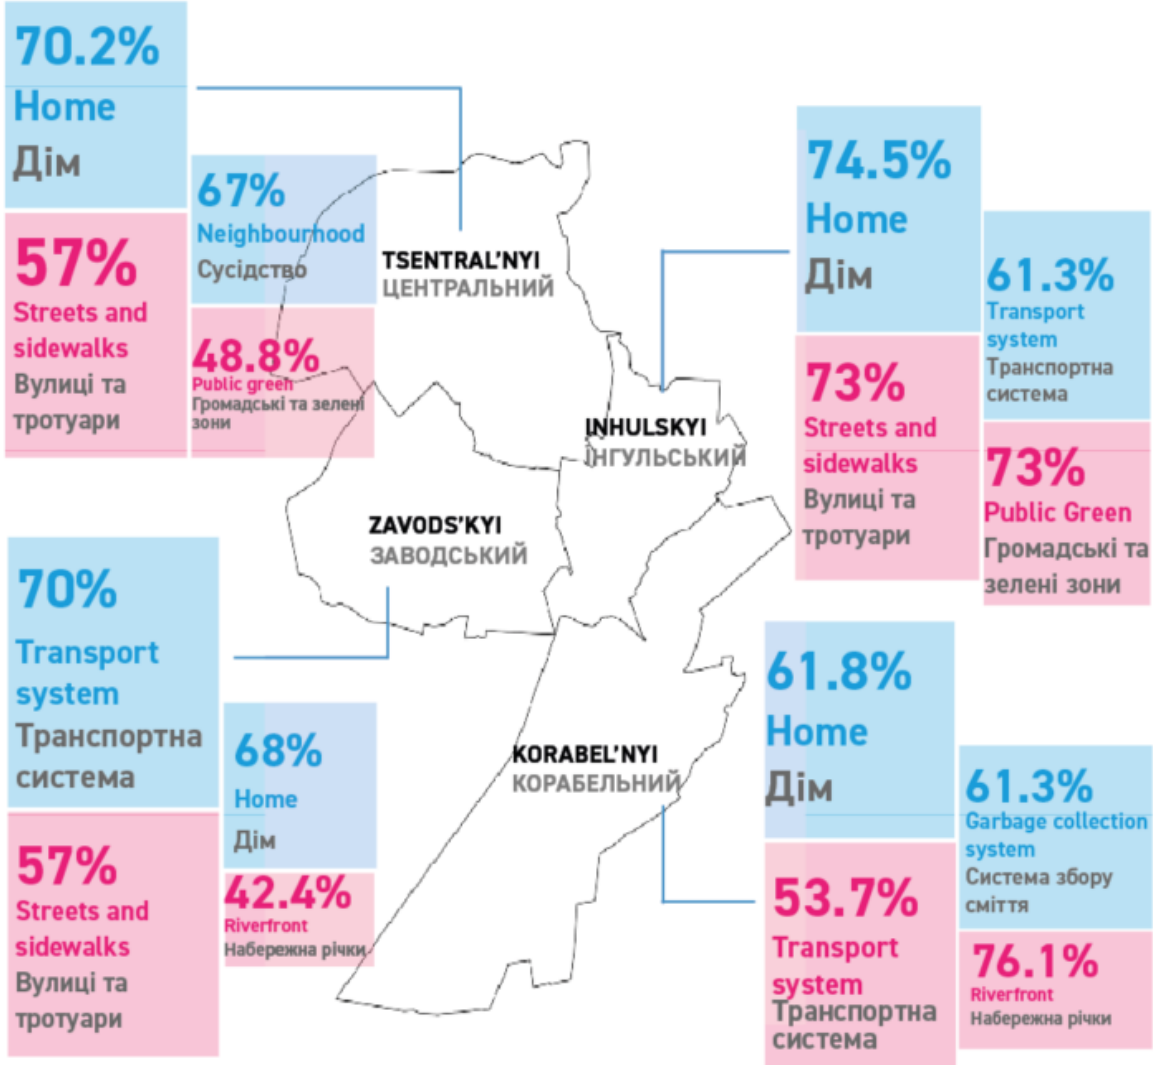 70.2%
Home
Дім
57%
Streets and
sidewalks
Вулиці та
тротуари
67%
Neighbourhood
Сусідство
48.8%
Public green
Громадські та зелені
зони
TSENTRAL’NYI
ЦЕНТРАЛЬНИЙ
74.5%
Home
Дім
73%
Streets and
sidewalks
Вулиці та
тротуари
61.3%
Transport
system
Транспортна
система
73%
Public Green
Громадські та
зелені зони
INHULSKYI
ІНГУЛЬСЬКИЙ
ZAVODS’KYI
ЗАВОДСЬКИЙ
70%
Transport
system
Транспортна
система
57%
Streets and
sidewalks
Вулиці та
тротуари
68%
Home
Дім
42.4%
Riverfront
Набережна річки
KORABEL’NYI
КОРАБЕЛЬНИЙ
61.8%
Home
Дім
53.7%
Transport
system
Транспортна
система
61.3%
Garbage collection
system
Система збору
сміття
76.1%
Riverfront
Набережна річки